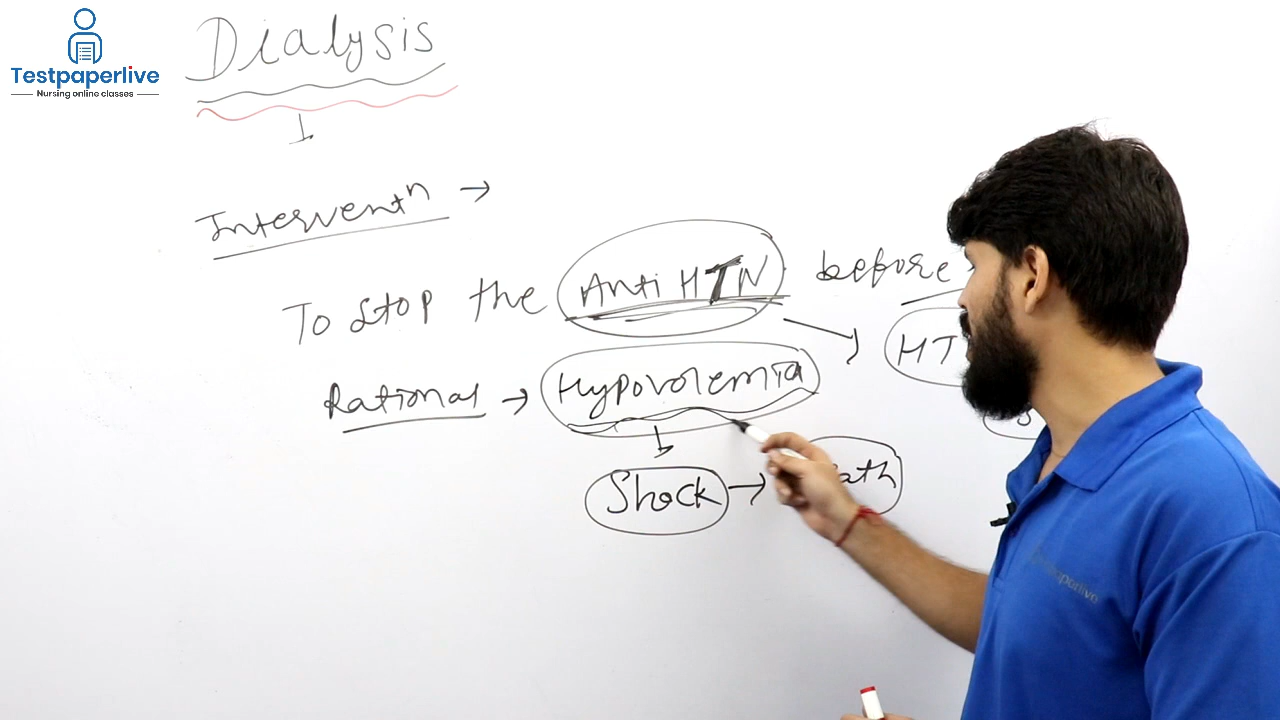 Testpaperlive
Nursing online classes
Dialysis
Interventn →
To stop the Anti HTN before
HT
Rational → Hypovolemia
Shock →